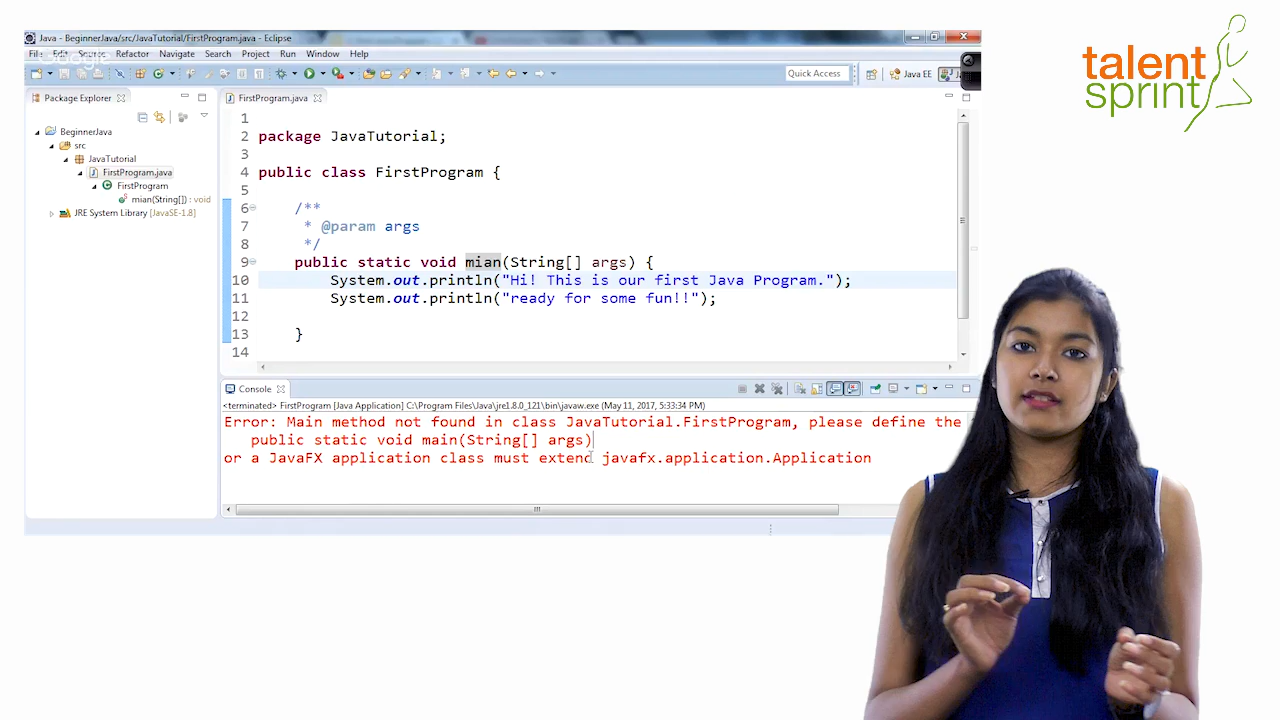 Java - BeginnerJava/src/JavaTutorial/FirstProgram.java - Eclipse
File Edit Source Refactor Navigate Search Project Run Window Help
Google
Quick Access
Java EE
Package Explorer
BeginnerJava
src
JavaTutorial
FirstProgram.java
FirstProgram
mian(String[]) : void
JRE System Library [JavaSE-1.8]
FirstProgram.java
1
2 package JavaTutorial;
3
4 public class FirstProgram {
5
6 /**
7 * @param args
8 */
9 public static void mian(String[] args) {
10 System.out.println("Hi! This is our first Java Program.");
11 System.out.println("ready for some fun!!");
12
13 }
14
Console
<terminated> FirstProgram [Java Application] C:\Program Files\Java\jre1.8.0_121\bin\javaw.exe (May 11, 2017, 5:33:34 PM)
Error: Main method not found in class JavaTutorial.FirstProgram, please define the
public static void main(String[] args)
or a JavaFX application class must extend javafx.application.Application
talent
sprint